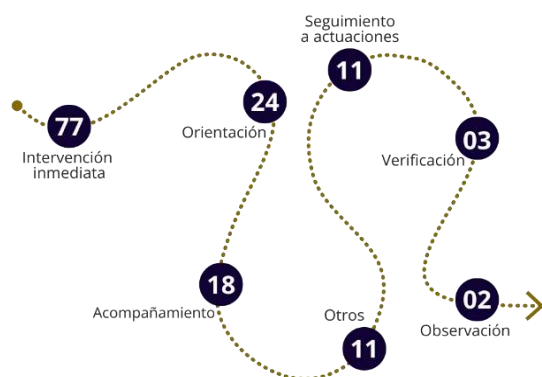 77
Intervención
inmediata
24
Orientación
18
Acompañamiento
Otros
11
Seguimiento
a actuaciones
11
03
Verificación
02
Observación